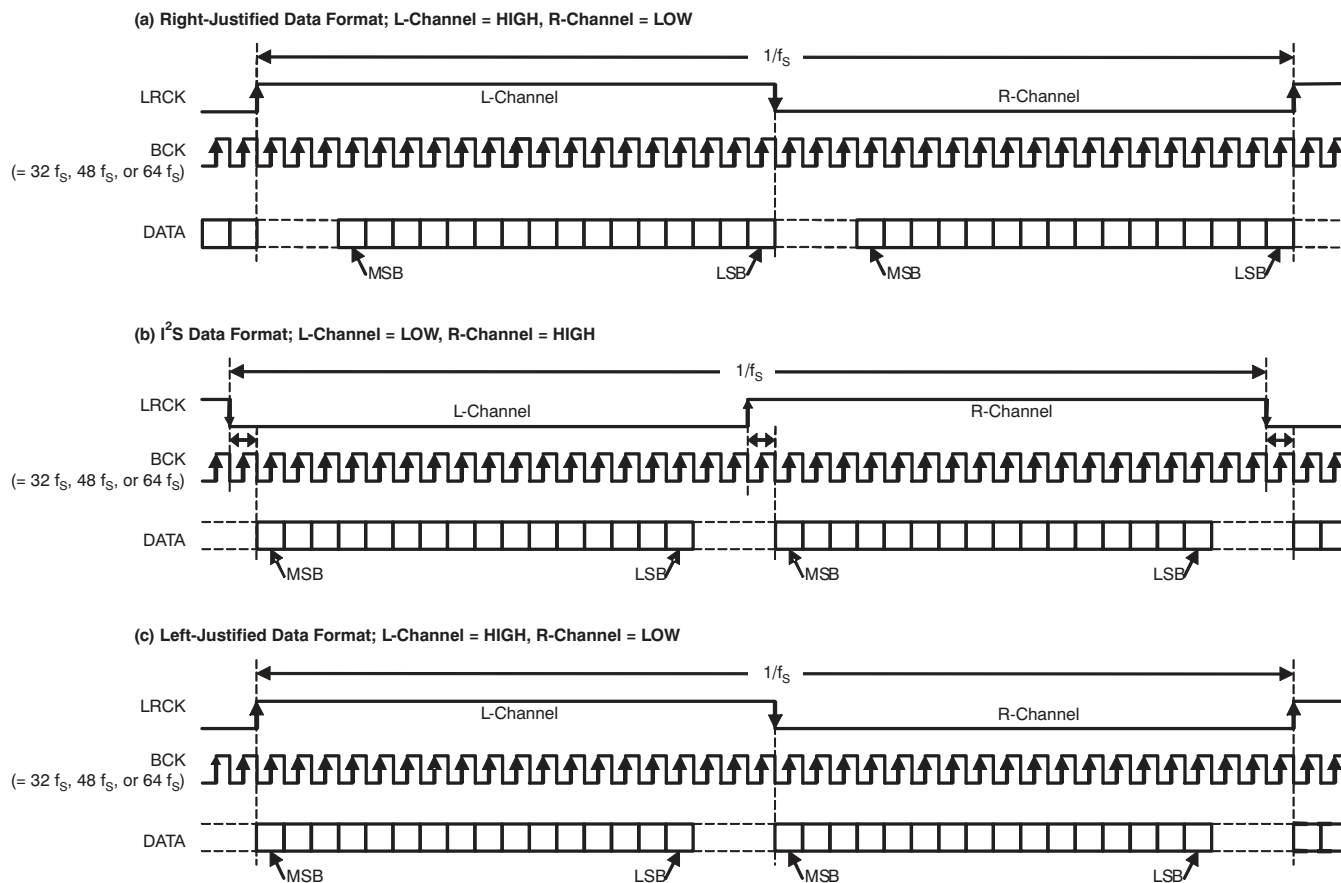 (a) Right-Justified Data Format; L-Channel = HIGH, R-Channel = LOW
1/fS
LRCK
L-Channel
R-Channel
BCK
(= 32 fS, 48 fS, or 64 fS)
DATA
MSB
LSB
MSB
LSB
(b) I²S Data Format; L-Channel = LOW, R-Channel = HIGH
1/fS
LRCK
L-Channel
R-Channel
BCK
(= 32 fS, 48 fS, or 64 fS)
DATA
MSB
LSB
MSB
LSB
(c) Left-Justified Data Format; L-Channel = HIGH, R-Channel = LOW
1/fS
LRCK
L-Channel
R-Channel
BCK
(= 32 fS, 48 fS, or 64 fS)
DATA
MSB
LSB
MSB
LSB